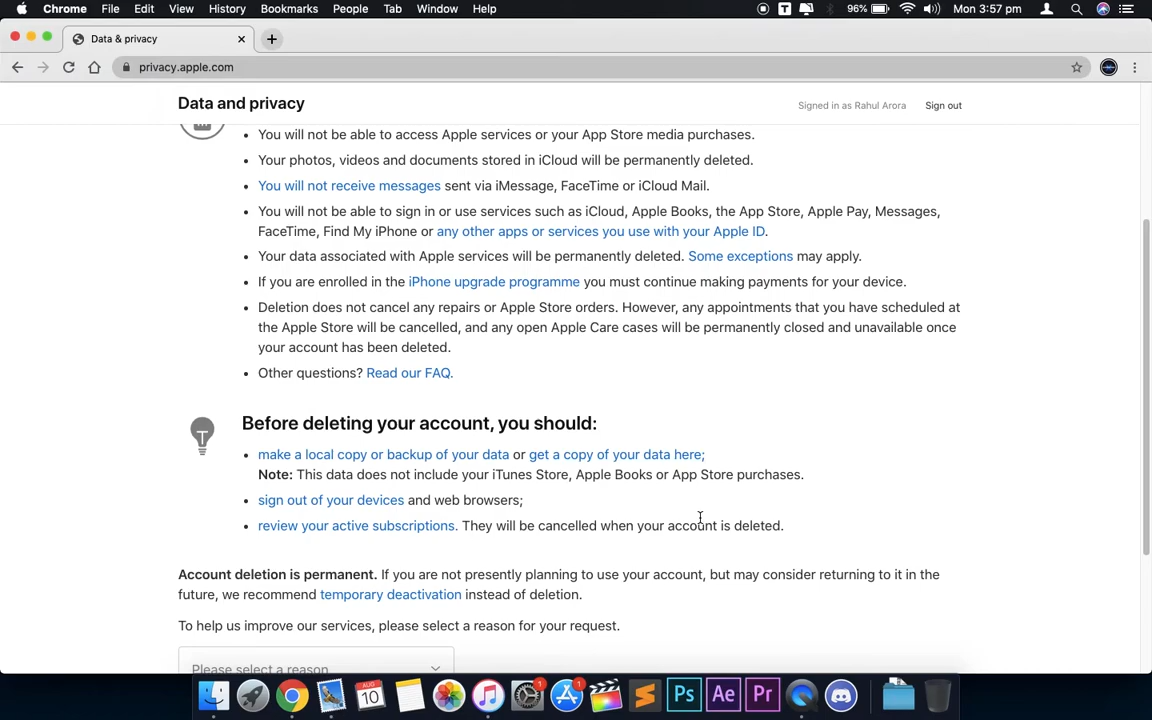 Chrome File Edit View History Bookmarks People Tab Window Help
T 96% Mon 3:57 pm
Data & privacy
privacy.apple.com
Data and privacy Signed in as Rahul Arora Sign out
• You will not be able to access Apple services or your App Store media purchases.
• Your photos, videos and documents stored in iCloud will be permanently deleted.
• You will not receive messages sent via iMessage, FaceTime or iCloud Mail.
• You will not be able to sign in or use services such as iCloud, Apple Books, the App Store, Apple Pay, Messages,
FaceTime, Find My iPhone or any other apps or services you use with your Apple ID.
• Your data associated with Apple services will be permanently deleted. Some exceptions may apply.
• If you are enrolled in the iPhone upgrade programme you must continue making payments for your device.
• Deletion does not cancel any repairs or Apple Store orders. However, any appointments that you have scheduled at
the Apple Store will be cancelled, and any open Apple Care cases will be permanently closed and unavailable once
your account has been deleted.
• Other questions? Read our FAQ.
Before deleting your account, you should:
• make a local copy or backup of your data or get a copy of your data here;
Note: This data does not include your iTunes Store, Apple Books or App Store purchases.
• sign out of your devices and web browsers;
• review your active subscriptions. They will be cancelled when your account is deleted.
Account deletion is permanent. If you are not presently planning to use your account, but may consider returning to it in the
future, we recommend temporary deactivation instead of deletion.
To help us improve our services, please select a reason for your request.
Please select a reason
AUG
10
1
1
Ps
Ae
Pr